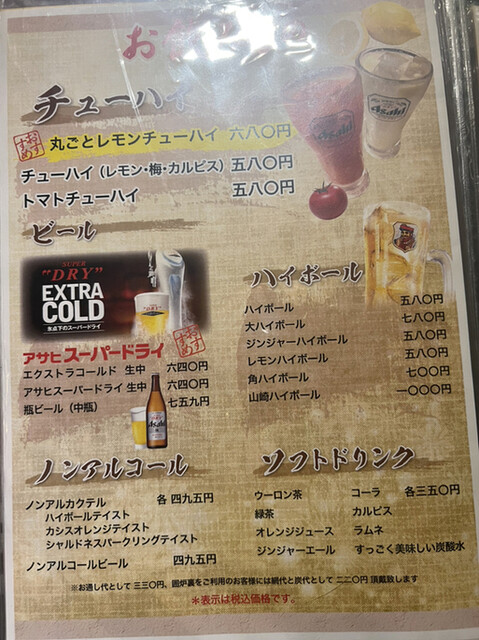 お
チューハイ
おすすめ
丸ごとレモンチューハイ 六八〇円
チューハイ（レモン・梅・カルピス） 五八〇円
トマトチューハイ 五八〇円
Asahi
Asahi
ビール
SUPER
"DRY"
EXTRA
COLD
氷点下のスーパードライ
おすすめ
アサヒスーパードライ
エクストラコールド 生中 六四〇円
アサヒスーパードライ 生中 六四〇円
瓶ビール（中瓶） 七五九円
Asahi
ハイボール
ハイボール 五八〇円
大ハイボール 七八〇円
ジンジャーハイボール 五八〇円
レモンハイボール 五八〇円
角ハイボール 七〇〇円
山崎ハイボール 一〇〇〇円
ノンアルコール
ノンアルカクテル 各 四九五円
ハイボールテイスト
カシスオレンジテイスト
シャルドネスパークリングテイスト
ノンアルコールビール 四九五円
ソフトドリンク
ウーロン茶 コーラ 各三五〇円
緑茶 カルピス
オレンジジュース ラムネ
ジンジャーエール すっごく美味しい炭酸水
※お通し代として 三三〇円、囲炉裏をご利用のお客様には網代と炭代として 二二〇円 頂戴致します
＊表示は税込価格です。